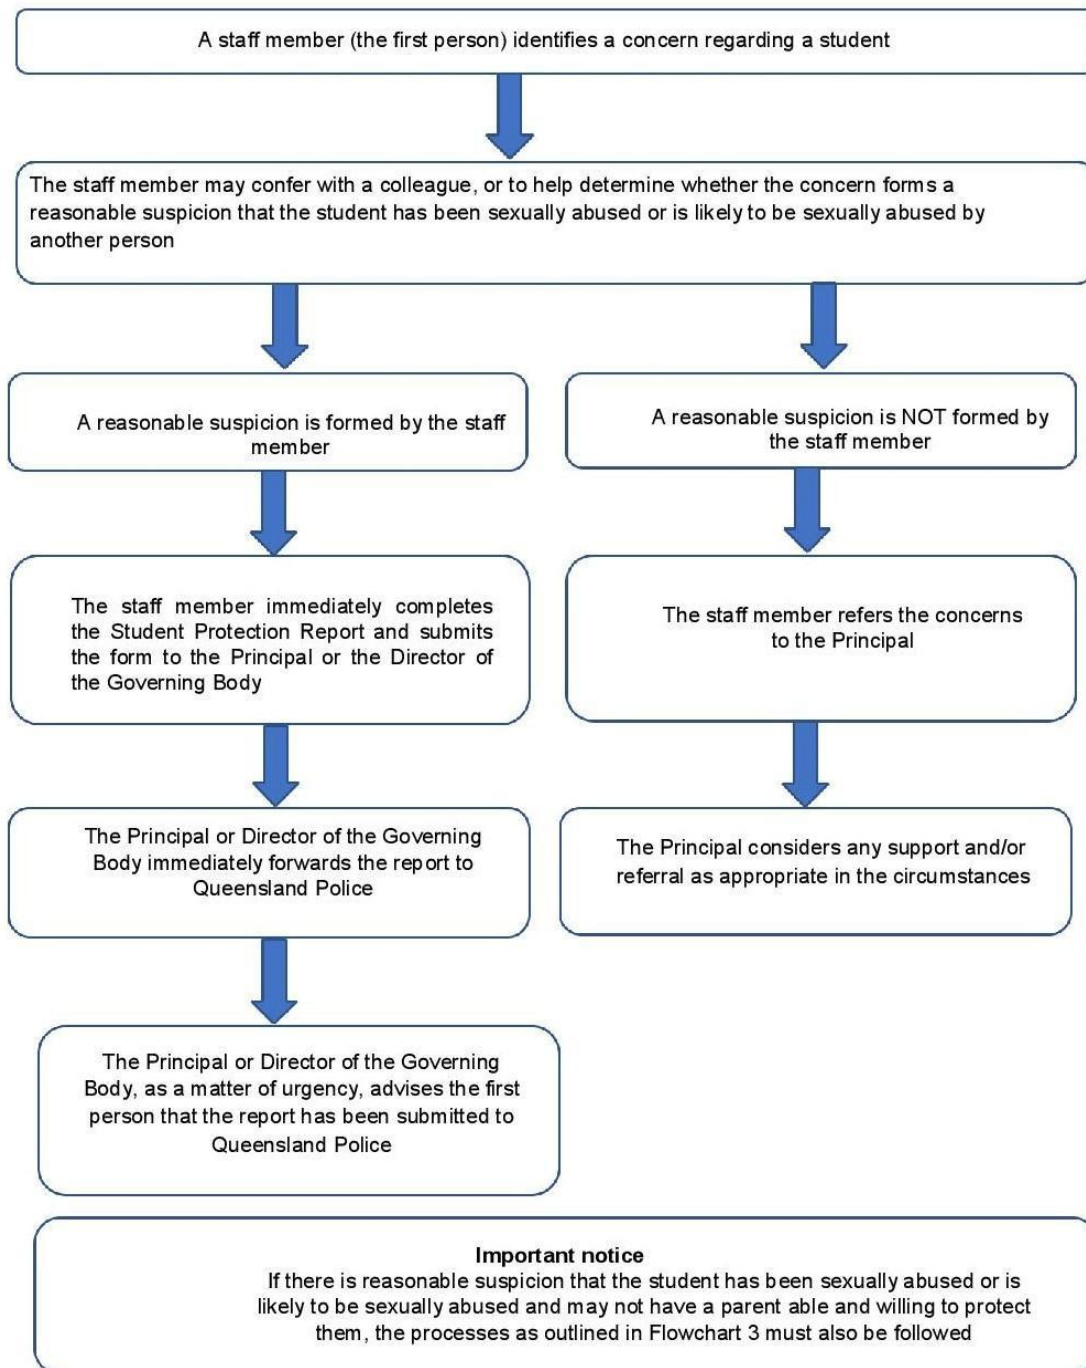 A staff member (the first person) identifies a concern regarding a student
The staff member may confer with a colleague, or to help determine whether the concern forms a
reasonable suspicion that the student has been sexually abused or is likely to be sexually abused by
another person
A reasonable suspicion is formed by the staff
member
A reasonable suspicion is NOT formed by
the staff member
The staff member immediately completes
the Student Protection Report and submits
the form to the Principal or the Director of
the Governing Body
The staff member refers the concerns
to the Principal
The Principal or Director of the Governing
Body immediately forwards the report to
Queensland Police
The Principal considers any support and/or
referral as appropriate in the circumstances
The Principal or Director of the Governing
Body, as a matter of urgency, advises the first
person that the report has been submitted to
Queensland Police
Important notice
If there is reasonable suspicion that the student has been sexually abused or is
likely to be sexually abused and may not have a parent able and willing to protect
them, the processes as outlined in Flowchart 3 must also be followed